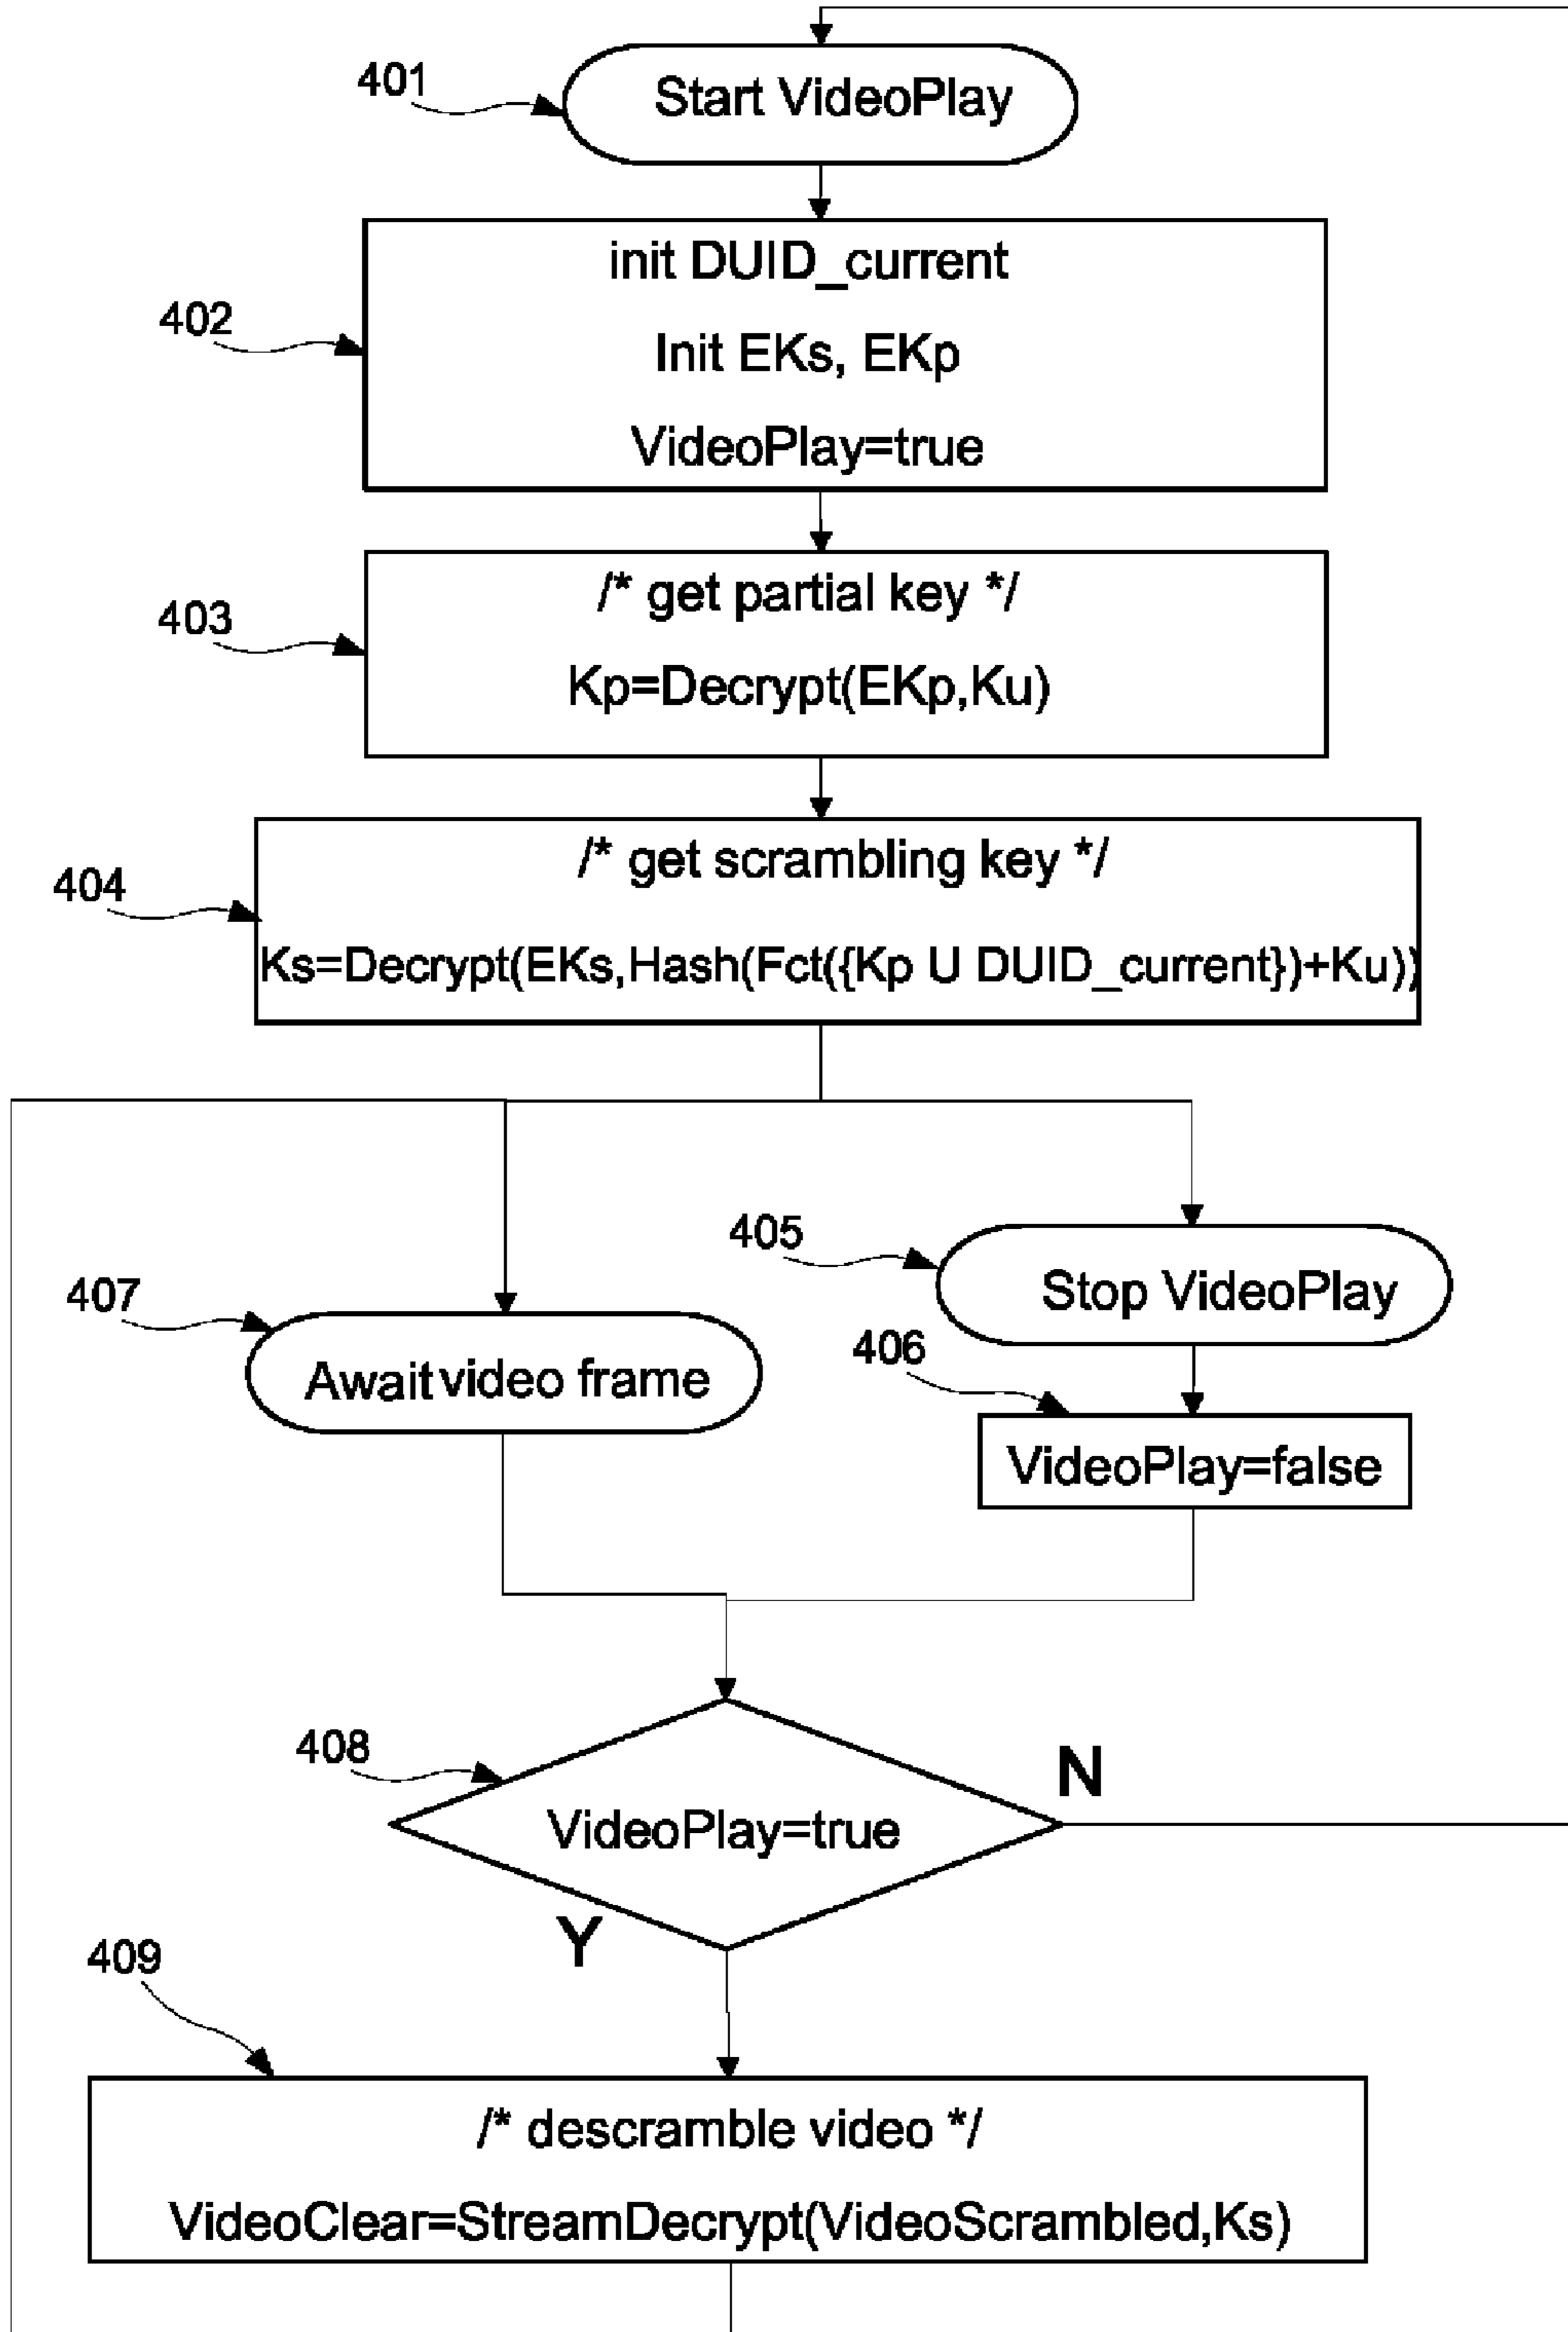 401
Start VideoPlay
402
init DUID_current
Init EKs, EKp
VideoPlay=true
403
/* get partial key */
Kp=Decrypt(EKp,Ku)
404
/* get scrambling key */
Ks=Decrypt(EKs,Hash(Fct({Kp U DUID_current})+Ku))
405
Stop VideoPlay
407
Await video frame
406
VideoPlay=false
408
VideoPlay=true
N
Y
409
/* descramble video */
VideoClear=StreamDecrypt(VideoScrambled,Ks)